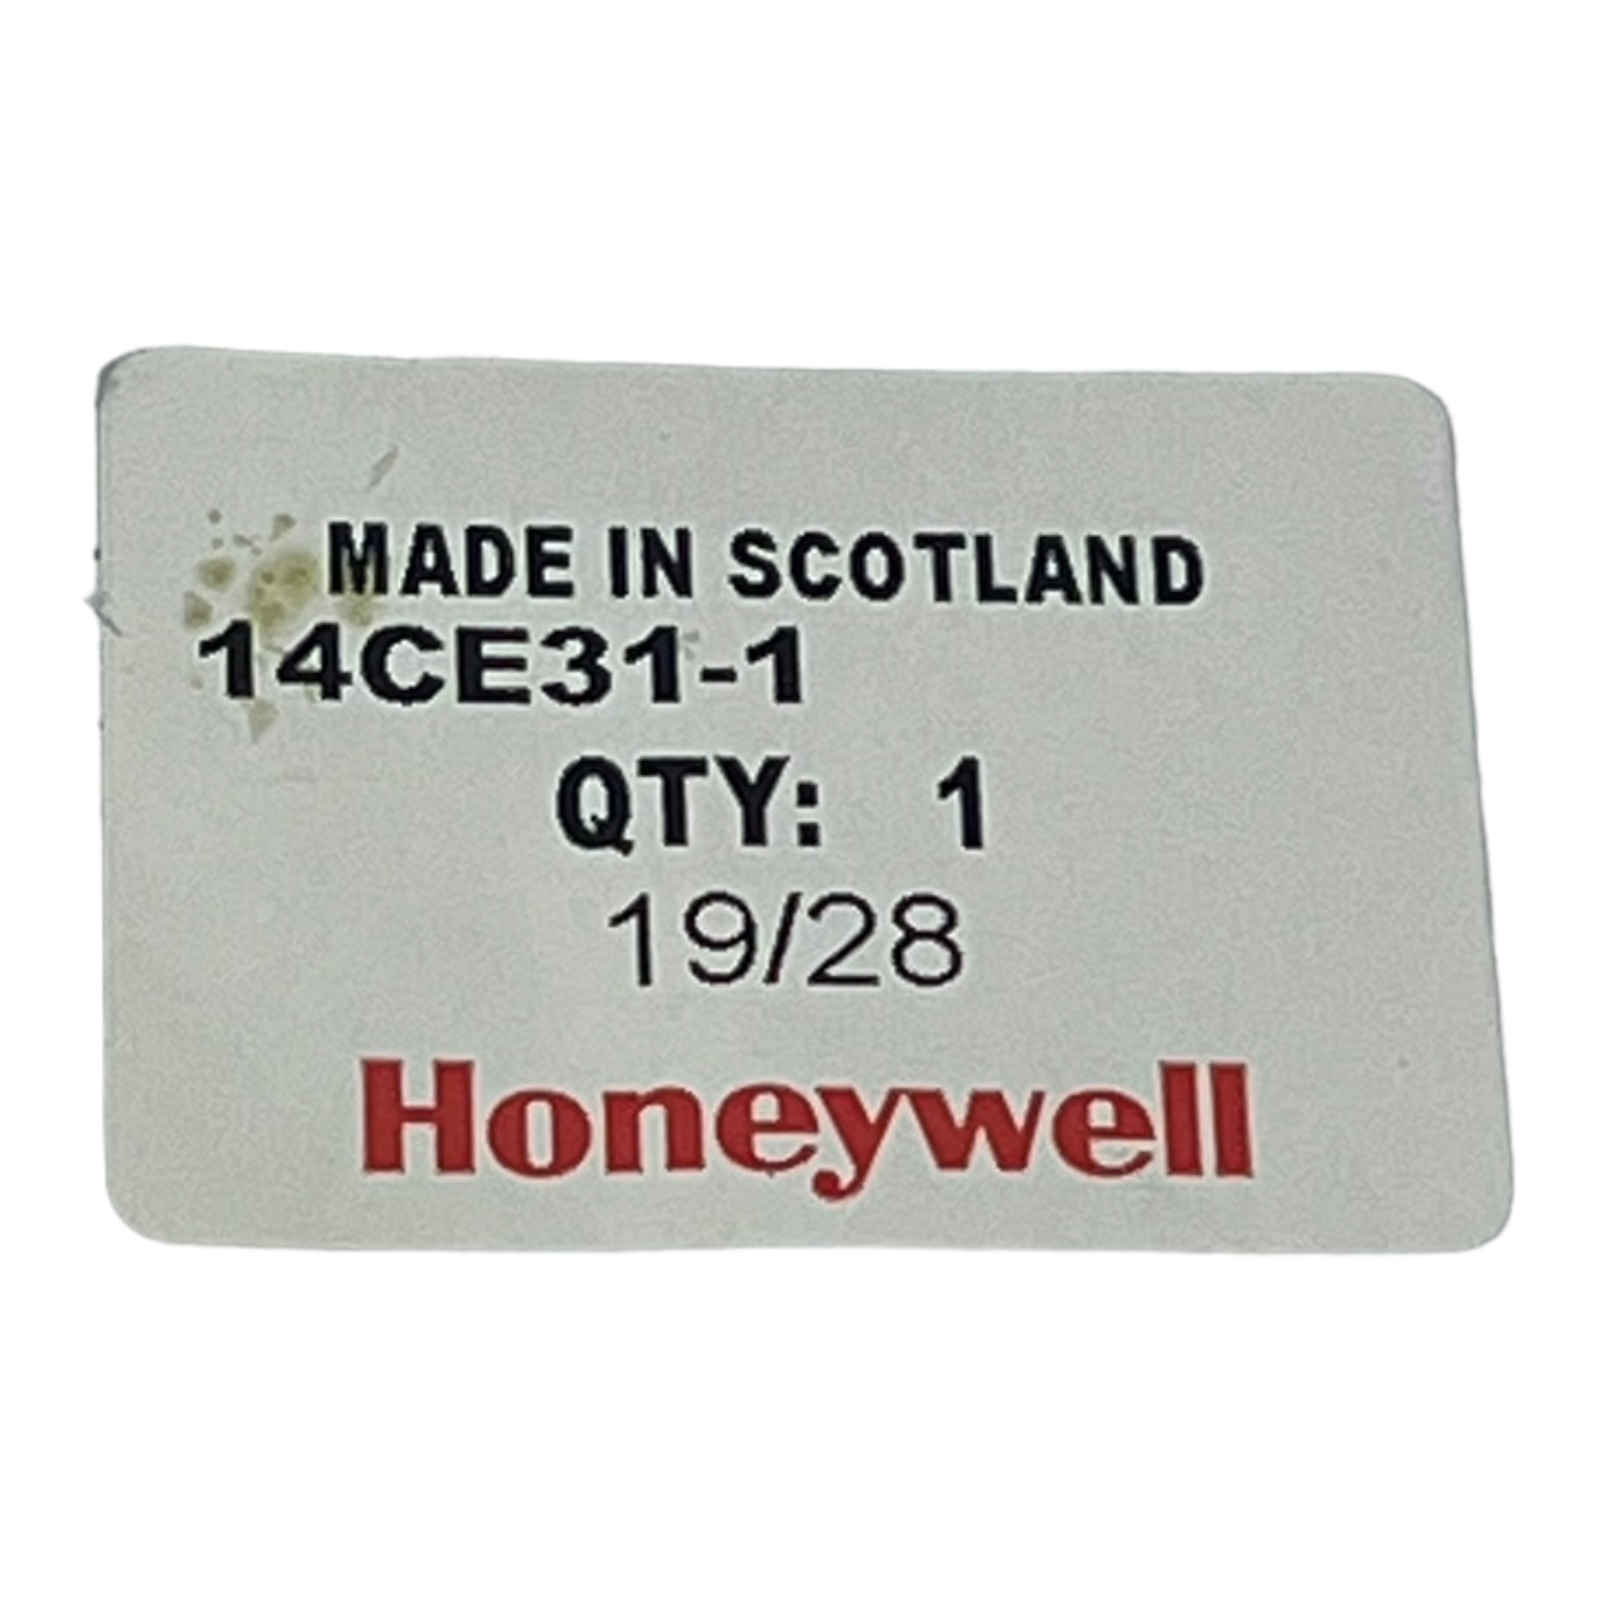 MADE IN SCOTLAND
14CE31-1
QTY: 1
19/28
Honeywell